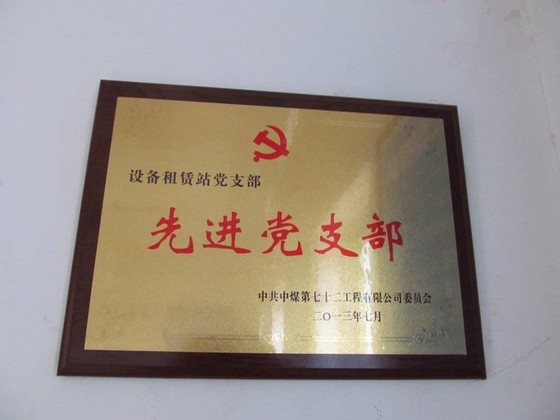 设备租赁站党支部
先进党支部
中共中煤第七十二工程有限公司委员会
二〇一三年七月